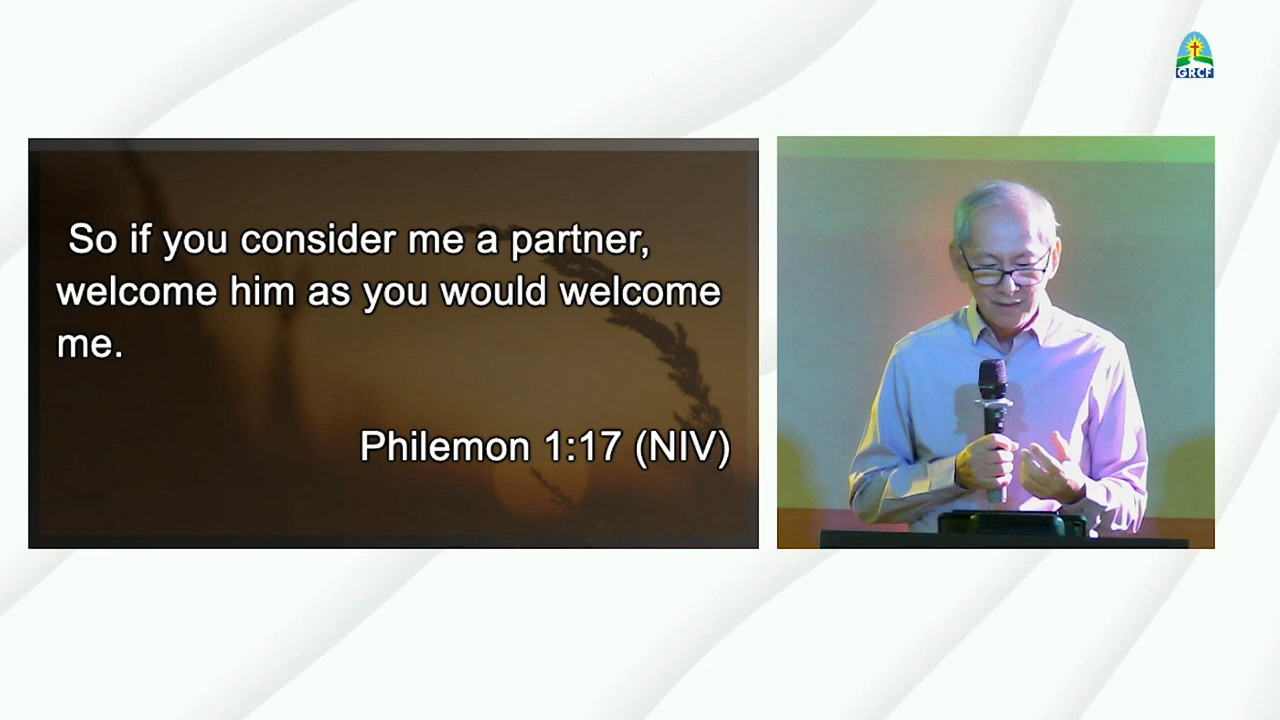 GRCF
So if you consider me a partner,
welcome him as you would welcome
me.
Philemon 1:17 (NIV)